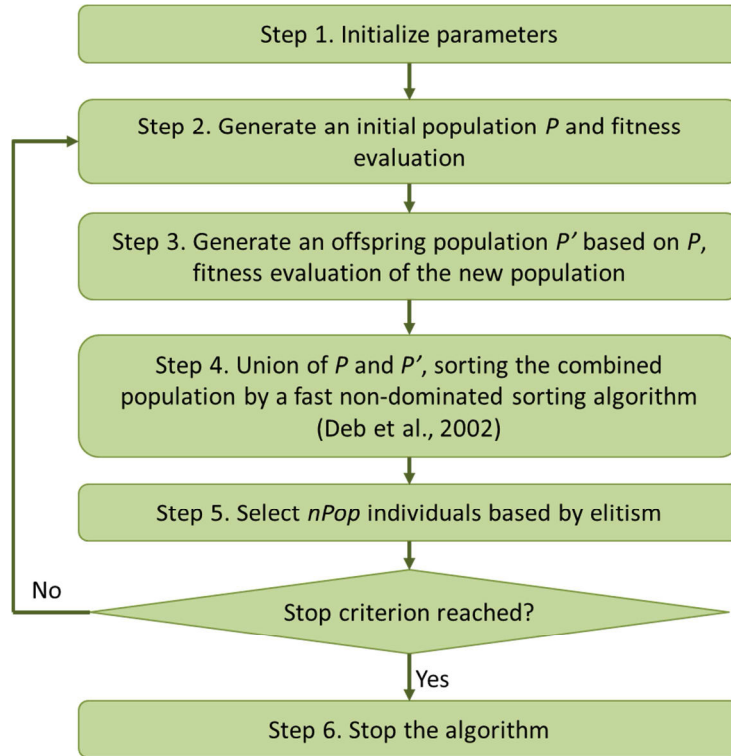 Step 1. Initialize parameters
Step 2. Generate an initial population P and fitness
evaluation
Step 3. Generate an offspring population P’ based on P,
fitness evaluation of the new population
Step 4. Union of P and P’, sorting the combined
population by a fast non-dominated sorting algorithm
(Deb et al., 2002)
Step 5. Select nPop individuals based by elitism
No
Stop criterion reached?
Yes
Step 6. Stop the algorithm